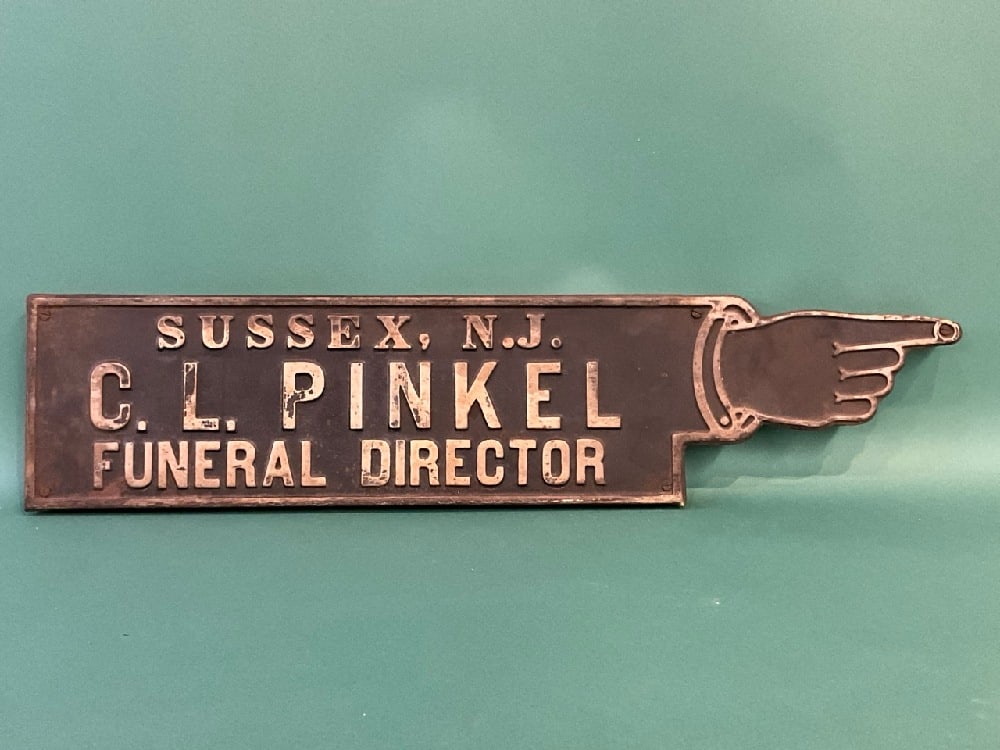 SUSSEX, N.J.
C. L. PINKEL
FUNERAL DIRECTOR